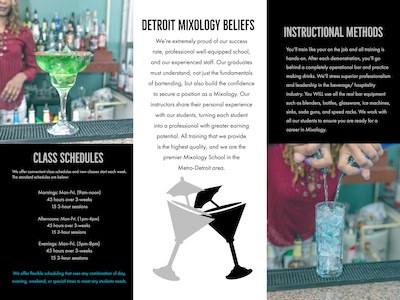 CLASS SCHEDULES
We offer convenient class schedules and new classes start each week.
The standard schedules are below:
Mornings: Mon-Fri. (9am-noon)
45 hours over 3-weeks
15 3-hour sessions
Afternoons: Mon-Fri. (1pm-4pm)
45 hours over 3-weeks
15 3-hour sessions
Evenings: Mon-Fri. (5pm-8pm)
45 hours over 3-weeks
15 3-hour sessions
We offer flexible scheduling that uses any combination of day,
evening, weekend, or special times to meet any students needs.
DETROIT MIXOLOGY BELIEFS
We're extremely proud of our success
rate, professional well-equipped school,
and our experienced staff. Our graduates
must understand, not just the fundamentals
of bartending, but also build the confidence
to secure a position as a Mixology. Our
instructors share their personal experience
with our students, turning each student
into a professional with greater earning
potential. All training that we provide
is the highest quality, and we are the
premier Mixology School in the
Metro-Detroit area.
INSTRUCTIONAL METHODS
You'll train like your on the job and all training is
hands-on. After each demonstration, you'll go
behind a completely operational bar and practice
making drinks. We'll stress superior professionalism
and leadership in the beverage/ hospitality
industry. You WILL use all the real bar equipment
such as blenders, bottles, glassware, ice machines,
sinks, soda guns, and speed racks. We work with
all of our students to ensure you are ready for a
career in Mixology.